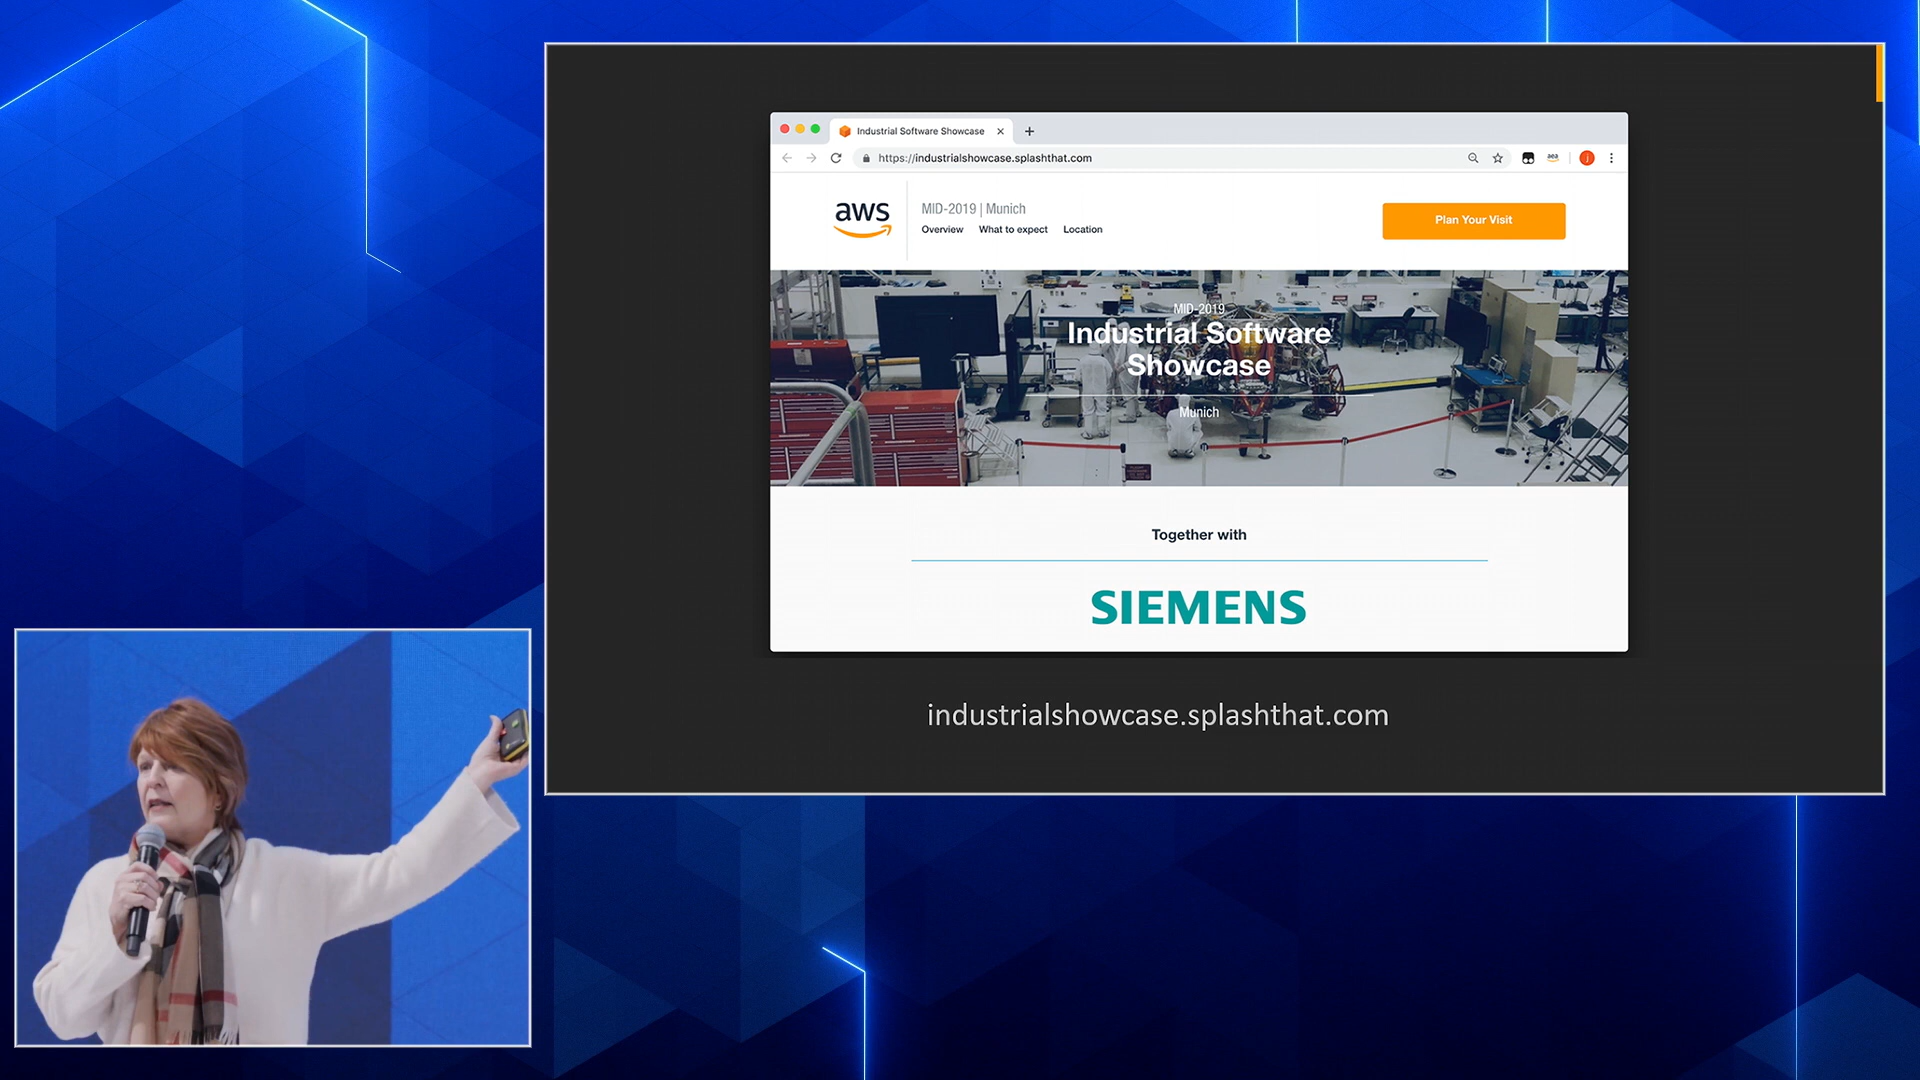 Industrial Software Showcase
https://industrialshowcase.splashthat.com
aea
j
aws
MID-2019 | Munich
Overview What to expect Location
Plan Your Visit
MID-2019
Industrial Software
Showcase
Munich
Together with
SIEMENS
industrialshowcase.splashthat.com